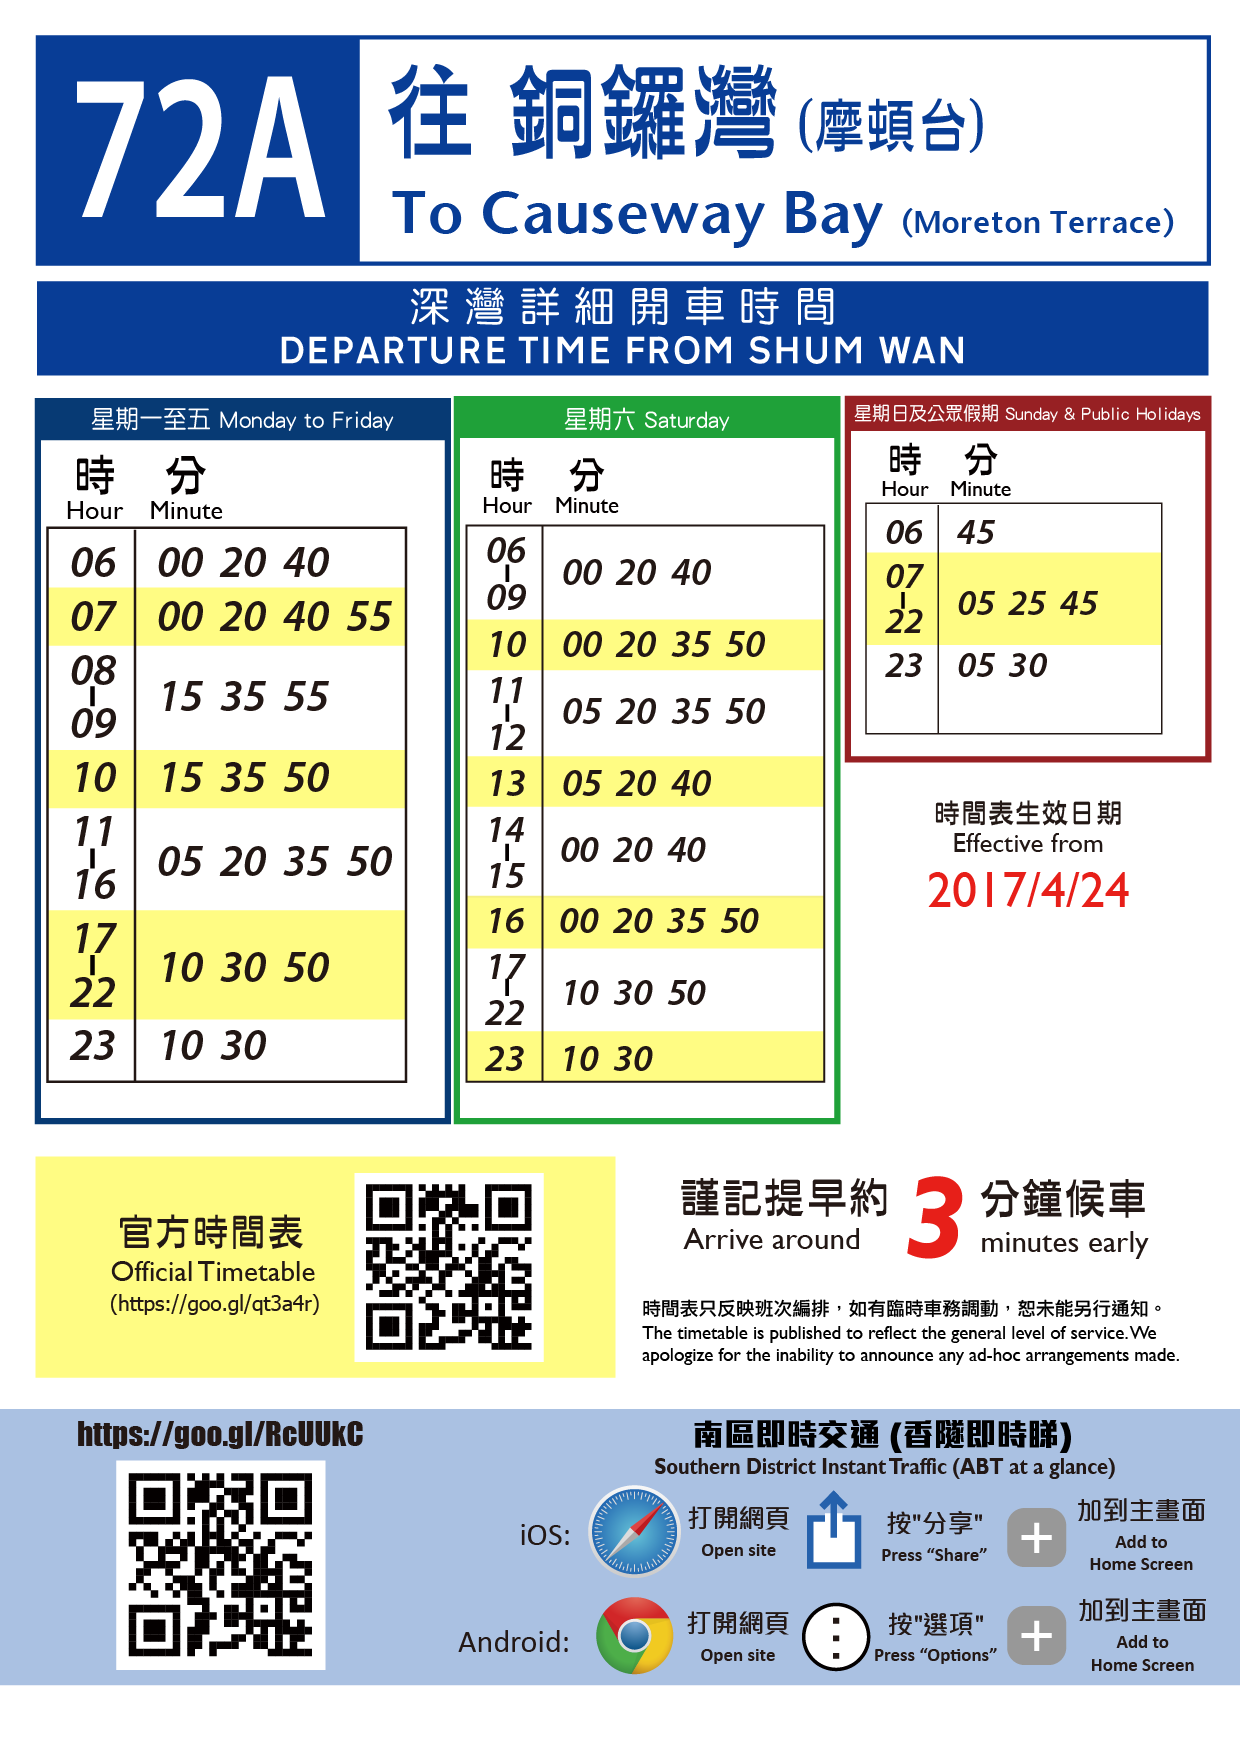 72A
往 銅鑼灣 (摩頓台)
To Causeway Bay (Moreton Terrace)
深灣詳細開車時間
DEPARTURE TIME FROM SHUM WAN
星期一至五 Monday to Friday
時 分
Hour Minute
06 00 20 40
07 00 20 40 55
08
|
09
15 35 55
10 15 35 50
11
|
16
05 20 35 50
17
|
22
10 30 50
23 10 30
星期六 Saturday
時 分
Hour Minute
06
|
09
00 20 40
10 00 20 35 50
11
|
12
05 20 35 50
13 05 20 40
14
|
15
00 20 40
16 00 20 35 50
17
|
22
10 30 50
23 10 30
星期日及公眾假期 Sunday & Public Holidays
時 分
Hour Minute
06 45
07
|
22
05 25 45
23 05 30
時間表生效日期
Effective from
2017/4/24
官方時間表
Official Timetable
(https://goo.gl/qt3a4r)
謹記提早約 3 分鐘候車
Arrive around minutes early
時間表只反映班次編排，如有臨時車務調動，恕未能另行通知。
The timetable is published to reflect the general level of service. We
apologize for the inability to announce any ad-hoc arrangements made.
https://goo.gl/RcUUkC
南區即時交通 (香隧即時睇)
Southern District Instant Traffic (ABT at a glance)
iOS:
打開網頁
Open site
按"分享"
Press “Share”
加到主畫面
Add to
Home Screen
Android:
打開網頁
Open site
按"選項"
Press “Options”
加到主畫面
Add to
Home Screen